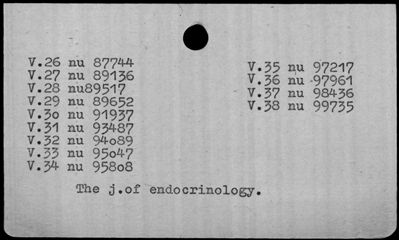 V.26 nu 87744
V.27 nu 89136
V.28 nu89517
V.29 nu 89652
V.30 nu 91937
V.31 nu 93487
V.32 nu 94089
V.33 nu 95047
V.34 nu 95808
V.35 nu 97217
V.36 nu 97961
V.37 nu 98436
V.38 nu 99735
The j.of endocrinology.